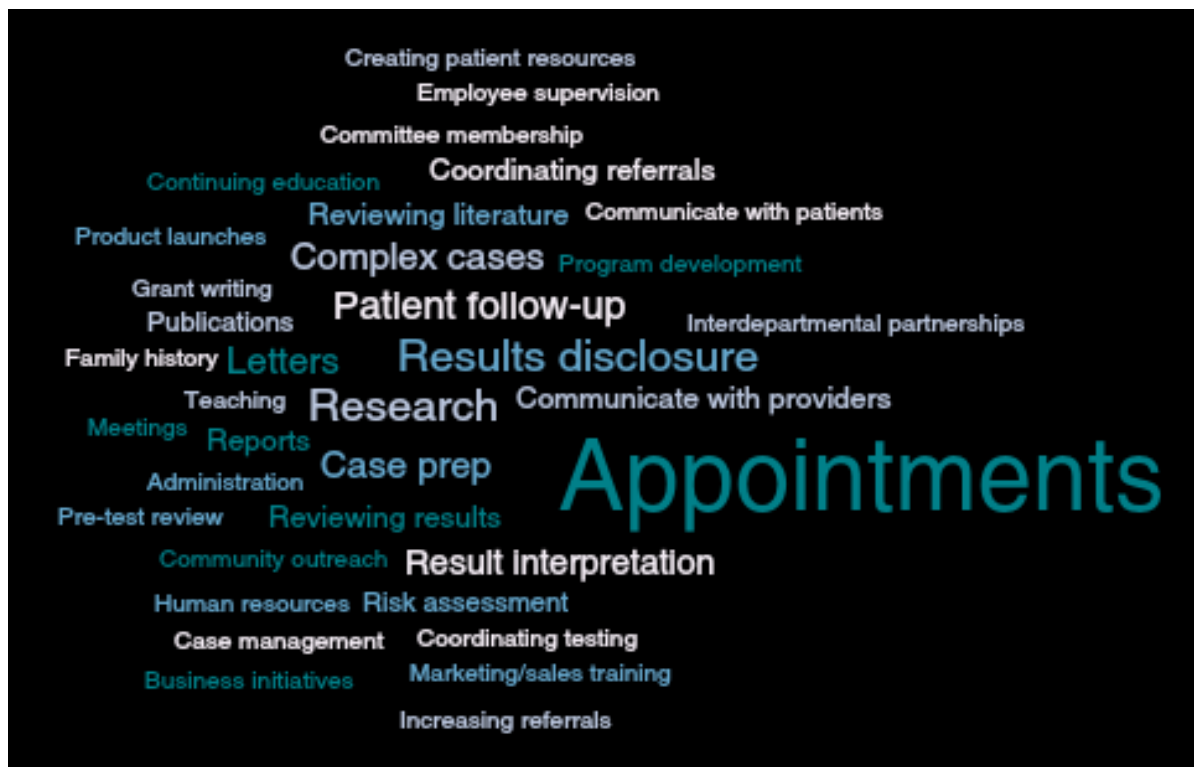 Creating patient resources
Employee supervision
Committee membership
Coordinating referrals
Continuing education
Reviewing literature
Communicate with patients
Product launches
Complex cases
Program development
Grant writing
Patient follow-up
Publications
Interdepartmental partnerships
Family history
Letters
Results disclosure
Teaching
Research
Communicate with providers
Meetings
Reports
Appointments
Case prep
Administration
Pre-test review
Reviewing results
Community outreach
Result interpretation
Human resources
Risk assessment
Case management
Coordinating testing
Business initiatives
Marketing/sales training
Increasing referrals